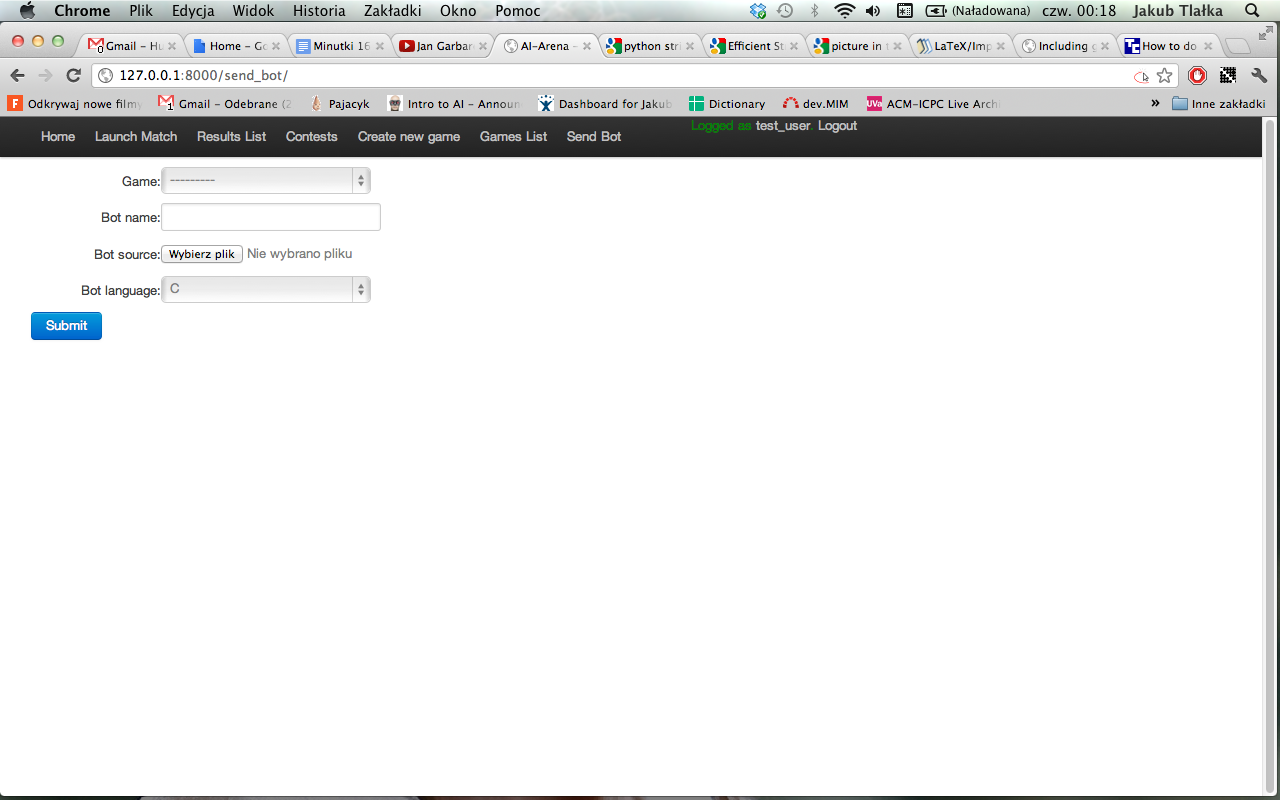 Chrome Plik Edycja Widok Historia Zakładki Okno Pomoc (Naładowana) czw. 00:18 Jakub Tlałka
Gmail – Hu Home – Go Minutki 16 Jan Garbar AI-Arena – python stri Efficient St picture in t LaTeX/Imp Including g How to do
127.0.0.1:8000/send_bot/
Odkrywaj nowe filmy Gmail – Odebrane (2 Pajacyk Intro to AI – Announ Dashboard for Jakub Dictionary dev.MIM ACM-ICPC Live Archi » Inne zakładki
Home Launch Match Results List Contests Create new game Games List Send Bot Logged as test_user. Logout
Game: ---------
Bot name:
Bot source: Wybierz plik Nie wybrano pliku
Bot language: C
Submit